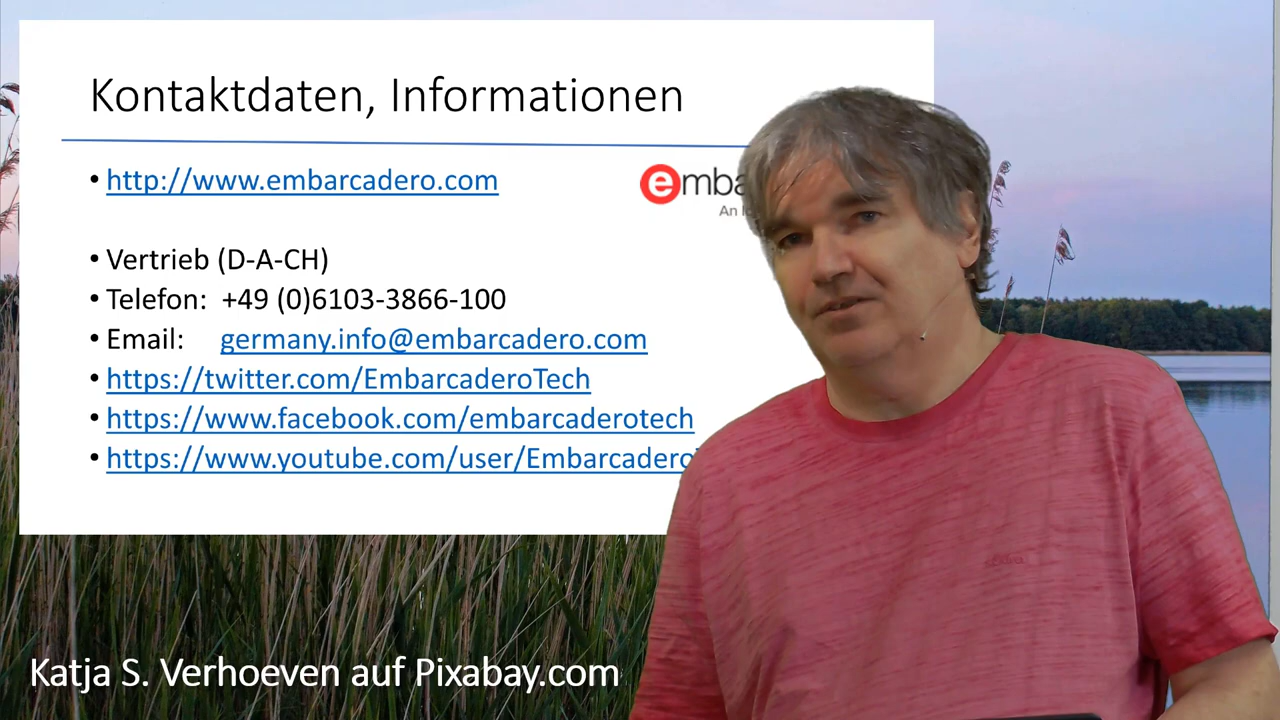 Kontaktdaten, Informationen
• http://www.embarcadero.com
emba
An
• Vertrieb (D-A-CH)
• Telefon: +49 (0)6103-3866-100
• Email: germany.info@embarcadero.com
• https://twitter.com/EmbarcaderoTech
• https://www.facebook.com/embarcaderotech
• https://www.youtube.com/user/Embarcadero
Katja S. Verhoeven auf Pixabay.com